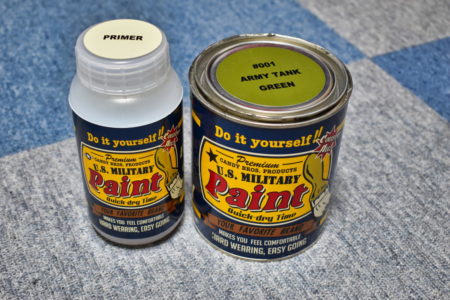 PRIMER
Do it yourself!!
Premium
CANDY BROS. PRODUCTS
U.S. MILITARY
Paint
Quick-dry Time
YOUR FAVORITE BRAND
MAKES YOU FEEL COMFORTABLE
HARD WEARING, EASY GOING
#001
ARMY TANK
GREEN
Do it yourself!!
Premium
CANDY BROS. PRODUCTS
U.S. MILITARY
Paint
Quick-dry Time
YOUR FAVORITE BRAND
MAKES YOU FEEL COMFORTABLE
HARD WEARING, EASY GOING